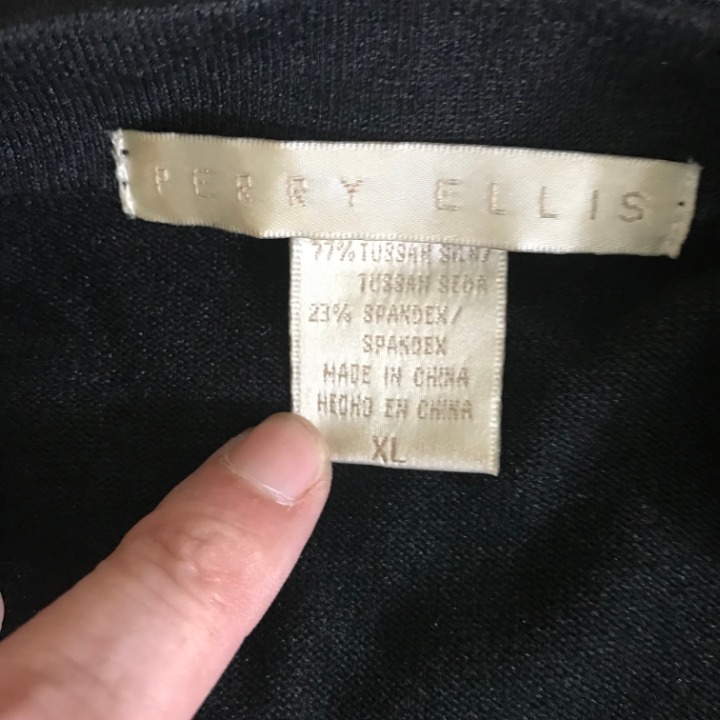 PERRY ELLIS
77% TUSSAH SILK/
TUSSAH SEDA
23% SPANDEX/
SPANDEX
MADE IN CHINA
HECHO EN CHINA
XL